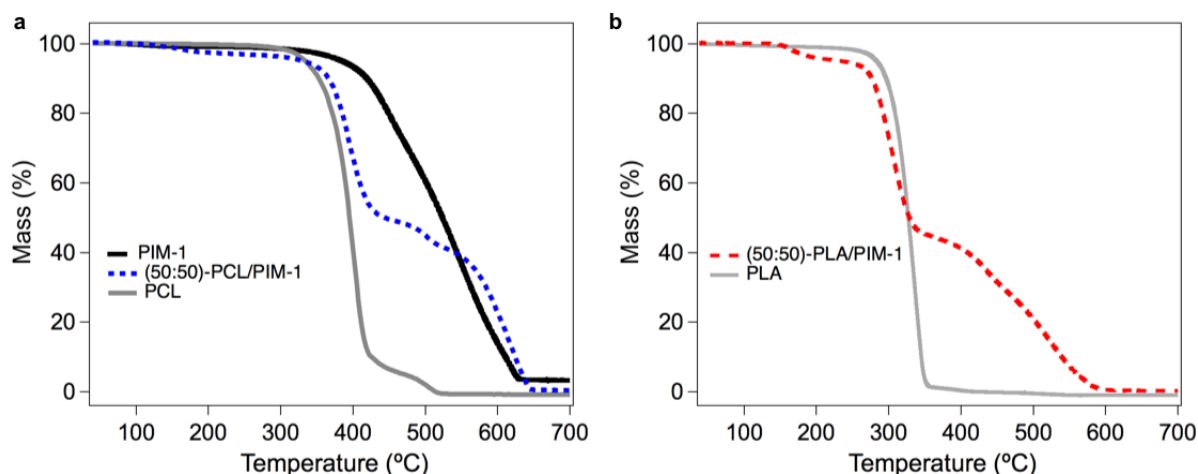 a
100
80
60
40
20
0
Mass (%)
PIM-1
(50:50)-PCL/PIM-1
PCL
100 200 300 400 500 600 700
Temperature (ºC)
b
100
80
60
40
20
0
Mass (%)
(50:50)-PLA/PIM-1
PLA
100 200 300 400 500 600 700
Temperature (ºC)